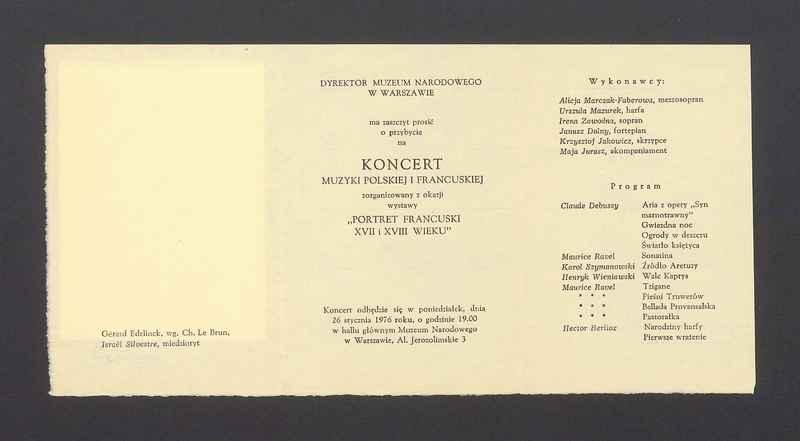 Gérard Edelinck, wg. Ch. Le Brun,
Israël Silvestre, miedzioryt
DYREKTOR MUZEUM NARODOWEGO
W WARSZAWIE
ma zaszczyt prosić
o przybycie
na
KONCERT
MUZYKI POLSKIEJ I FRANCUSKIEJ
zorganizowany z okazji
wystawy
„PORTRET FRANCUSKI
XVII i XVIII WIEKU”
Koncert odbędzie się w poniedziałek, dnia
26 stycznia 1976 roku, o godzinie 19.00
w hallu głównym Muzeum Narodowego
w Warszawie, Al. Jerozolimskie 3
Wykonawcy:
Alicja Marczak-Faberowa, mezzosopran
Urszula Mazurek, harfa
Irena Zawadna, sopran
Janusz Dolny, fortepian
Krzysztof Jakowicz, skrzypce
Maja Jurasz, akompaniament
Program
Claude Debussy Aria z opery „Syn
marnotrawny”
Gwiezdna noc
Ogrody w deszczu
Światło księżyca
Maurice Ravel Sonatina
Karol Szymanowski Źródło Aretuzy
Henryk Wieniawski Walc Kaprys
Maurice Ravel Tzigane
* * * Pieśni Truwerów
* * * Ballada Prowansalska
* * * Pastorałka
Hector Berlioz Narodziny harfy
Pierwsze wrażenie